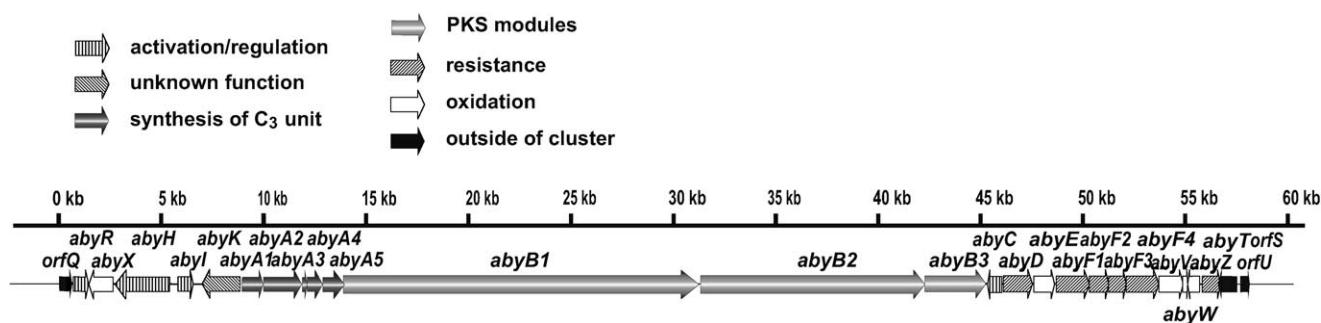 activation/regulation
unknown function
synthesis of C₃ unit
PKS modules
resistance
oxidation
outside of cluster
0 kb 5 kb 10 kb 15 kb 20 kb 25 kb 30 kb 35 kb 40 kb 45 kb 50 kb 55 kb 60 kb
abyR abyH abyK abyA2 abyA4 abyC abyE abyF2 abyF4 abyT orfS
orfQ abyX abyI abyA1 abyA3 abyA5 abyB1 abyB2 abyB3 abyD abyF1 abyF3 abyV abyZ orfU
abyW